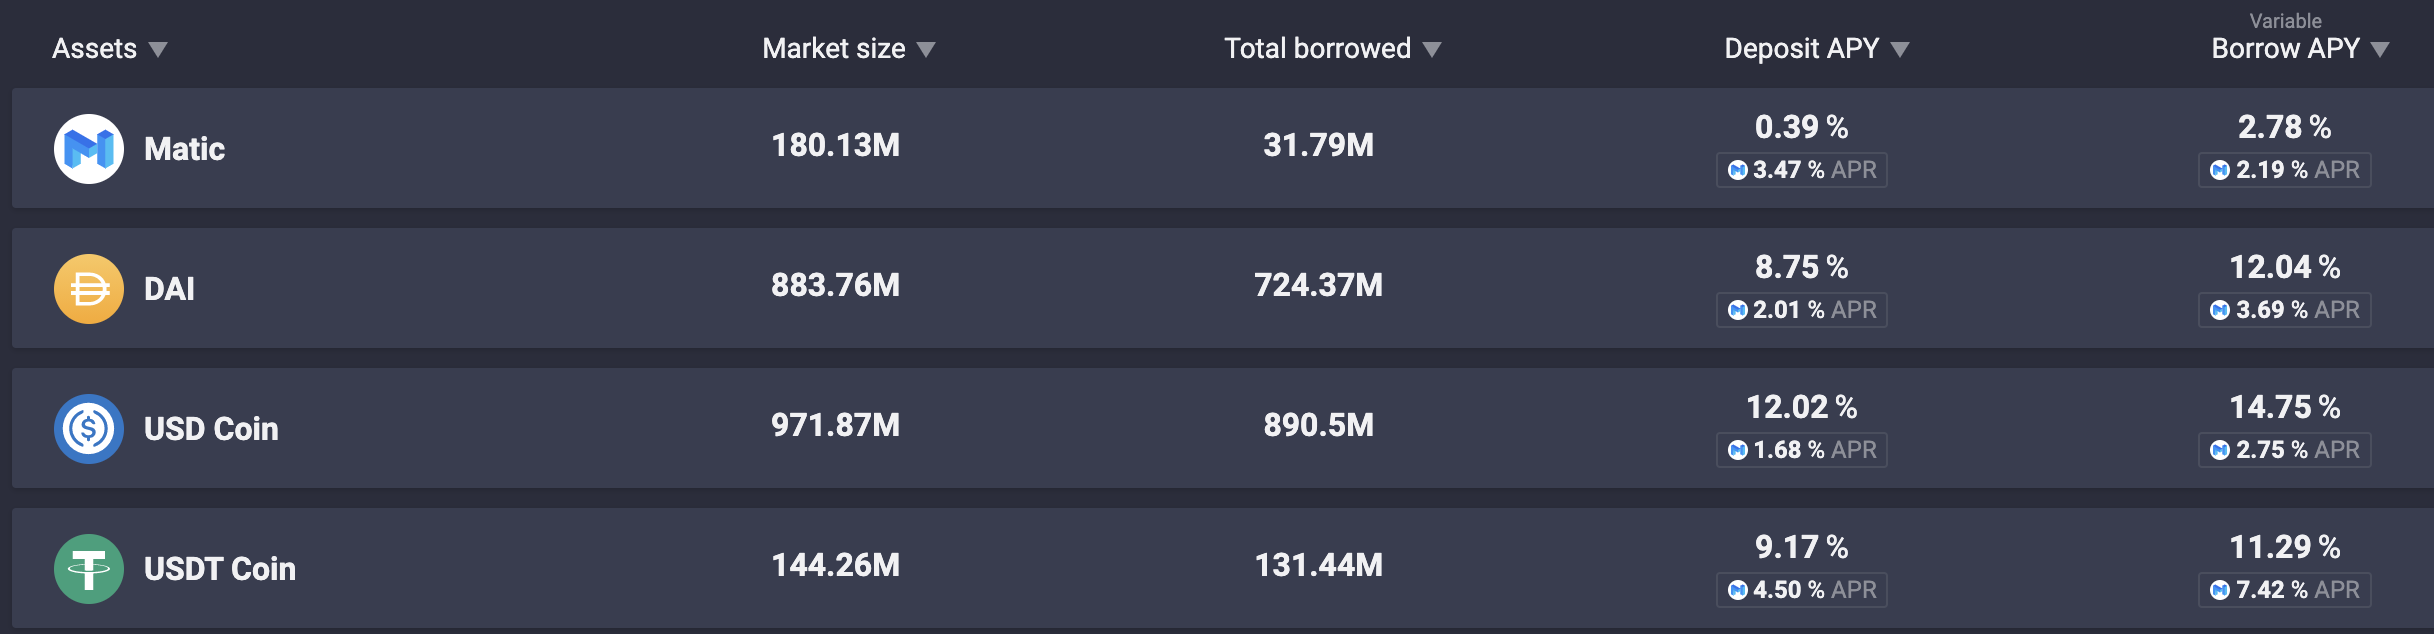 Variable
Assets Market size Total borrowed Deposit APY Borrow APY
Matic 180.13M 31.79M 0.39 % 2.78 %
3.47 % APR 2.19 % APR
DAI 883.76M 724.37M 8.75 % 12.04 %
2.01 % APR 3.69 % APR
USD Coin 971.87M 890.5M 12.02 % 14.75 %
1.68 % APR 2.75 % APR
USDT Coin 144.26M 131.44M 9.17 % 11.29 %
4.50 % APR 7.42 % APR